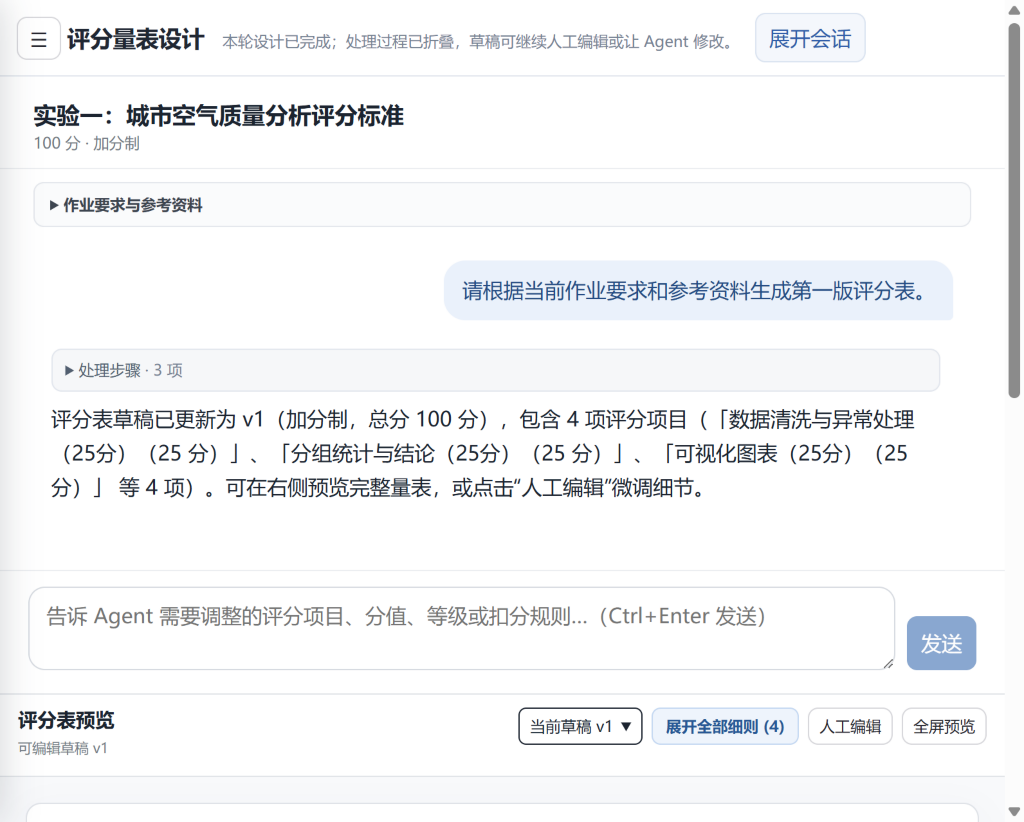 ☰ 评分量表设计 本轮设计已完成；处理过程已折叠，草稿可继续人工编辑或让 Agent 修改。 展开会话
实验一：城市空气质量分析评分标准
100 分 · 加分制
▶ 作业要求与参考资料
请根据当前作业要求和参考资料生成第一版评分表。
▶ 处理步骤 · 3 项
评分表草稿已更新为 v1（加分制，总分 100 分），包含 4 项评分项目（「数据清洗与异常处理
（25分）（25 分）」、「分组统计与结论（25分）（25 分）」、「可视化图表（25分）（25
分）」 等 4 项）。可在右侧预览完整量表，或点击“人工编辑”微调细节。
告诉 Agent 需要调整的评分项目、分值、等级或扣分规则...（Ctrl+Enter 发送）
发送
评分表预览
可编辑草稿 v1
当前草稿 v1 ▼ 展开全部细则 (4) 人工编辑 全屏预览